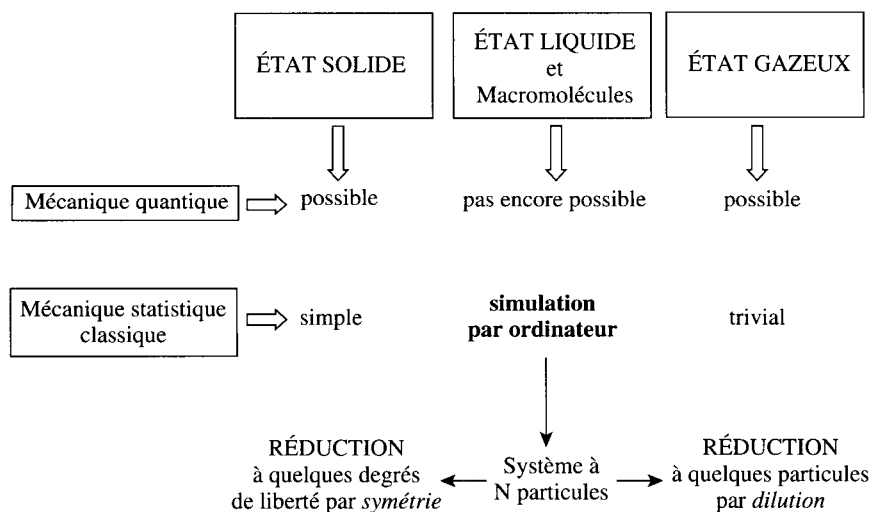 ÉTAT SOLIDE
ÉTAT LIQUIDE
et
Macromolécules
ÉTAT GAZEUX
Mécanique quantique
possible
pas encore possible
possible
Mécanique statistique
classique
simple
simulation
par ordinateur
trivial
RÉDUCTION
à quelques degrés
de liberté par symétrie
Système à
N particules
RÉDUCTION
à quelques particules
par dilution